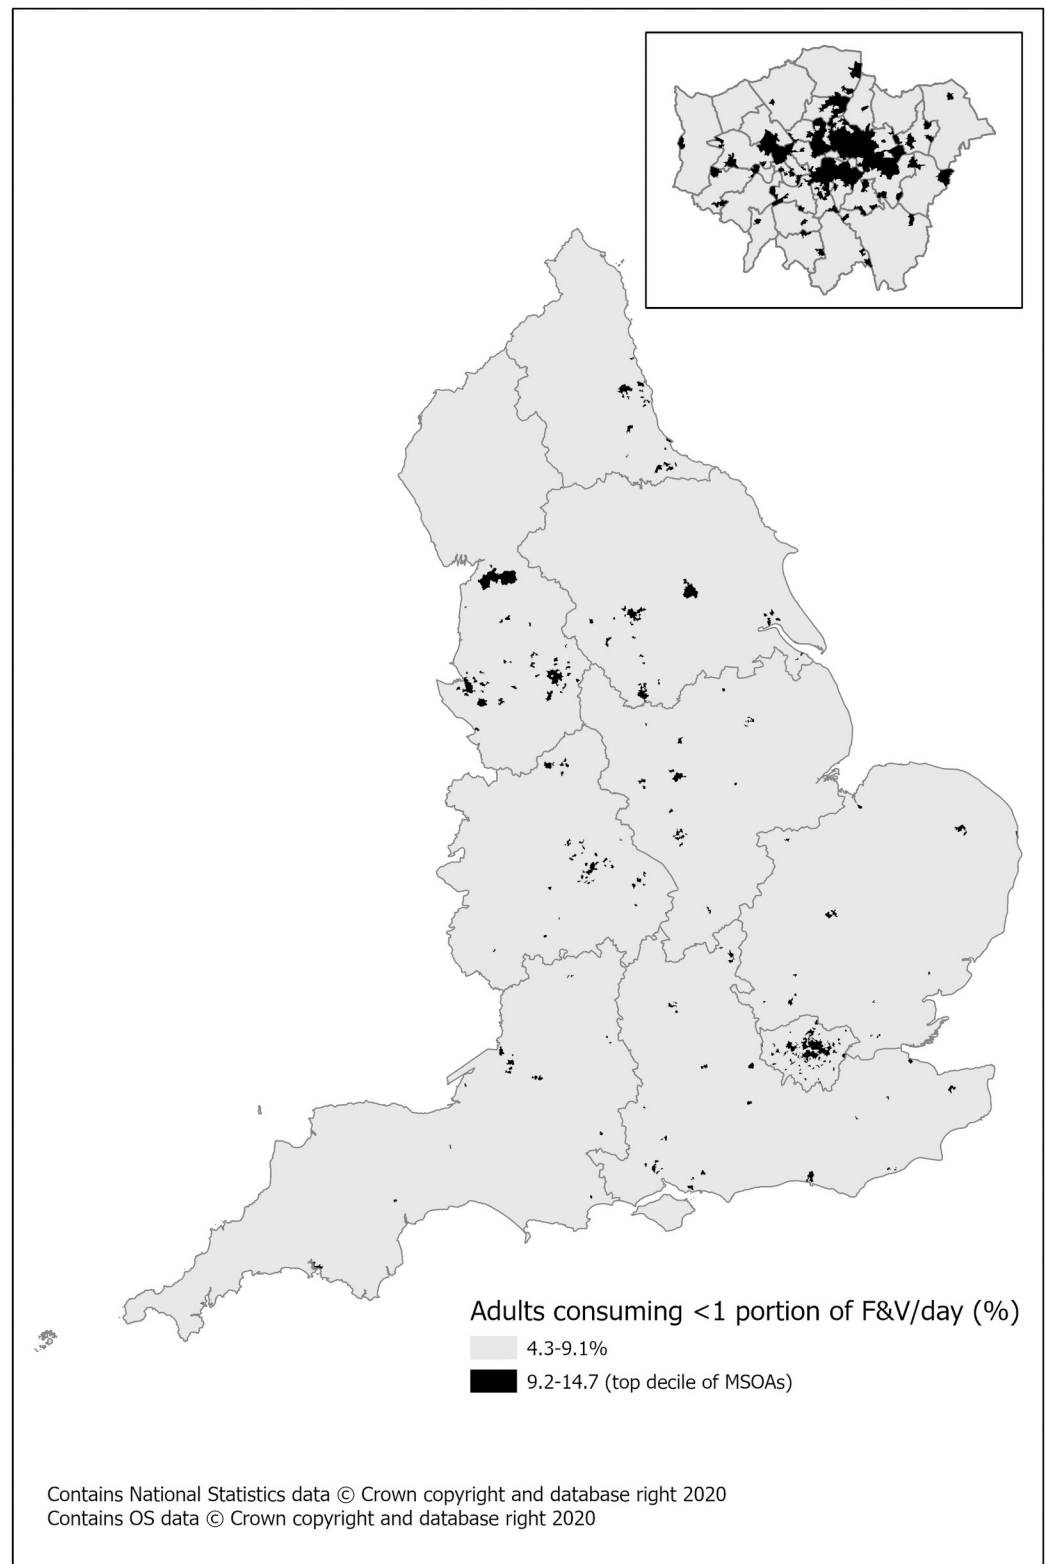 Adults consuming <1 portion of F&V/day (%)
4.3-9.1%
9.2-14.7 (top decile of MSOAs)
Contains National Statistics data © Crown copyright and database right 2020
Contains OS data © Crown copyright and database right 2020